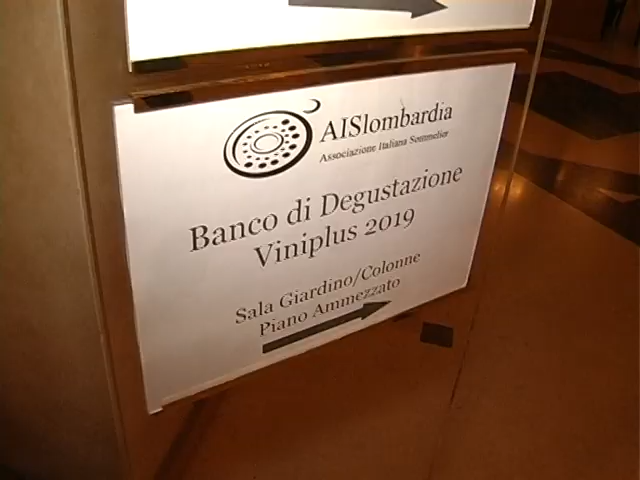 AISlombardia
Associazione Italiana Sommelier
Banco di Degustazione
Viniplus 2019
Sala Giardino/Colonne
Piano Ammezzato